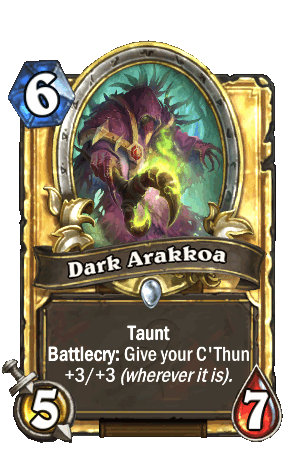 6
Dark Arakkoa
Taunt
Battlecry: Give your C'Thun
+3/+3 (wherever it is).
5
7